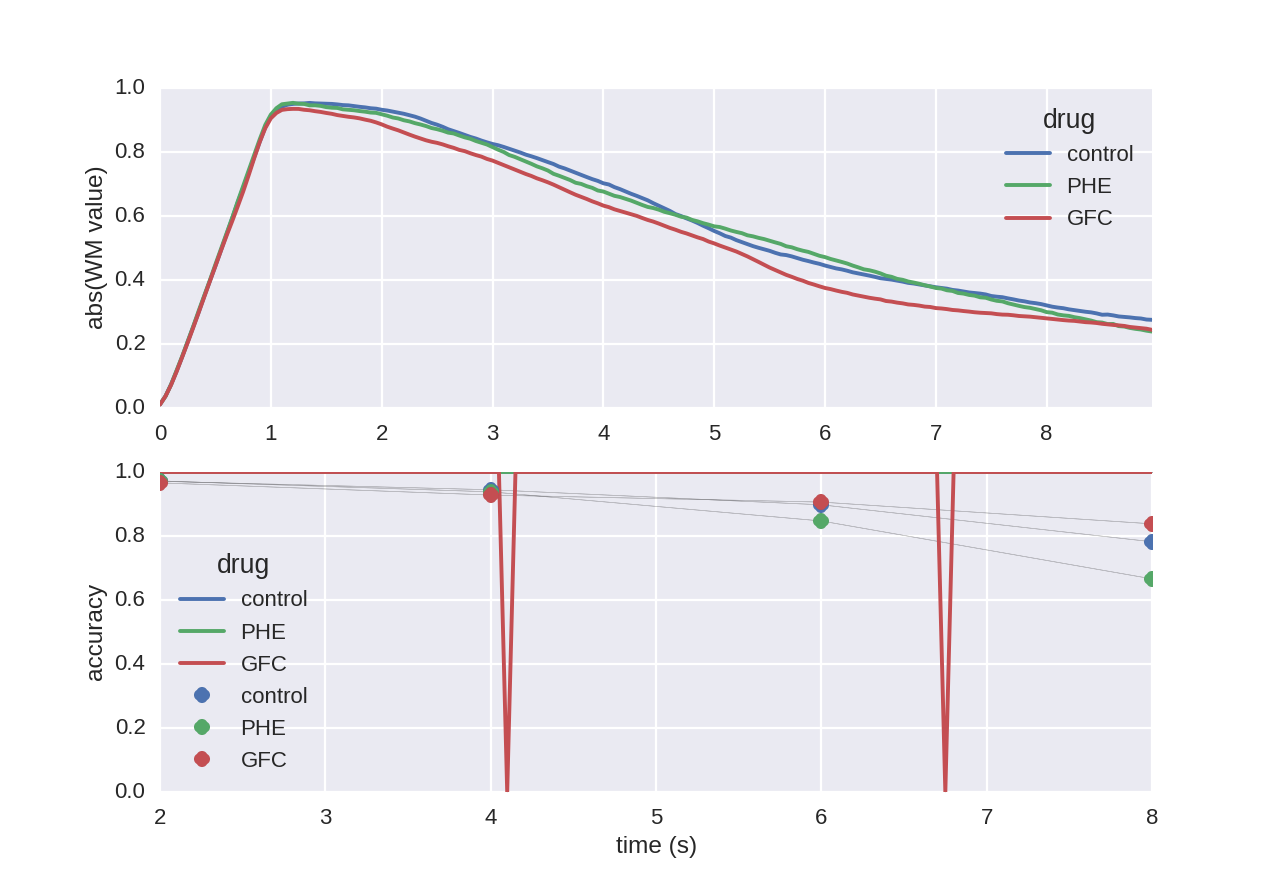 1.0
0.8
0.6
0.4
0.2
0.0
abs(WM value)
drug
control
PHE
GFC
0 1 2 3 4 5 6 7 8
1.0
0.8
0.6
0.4
0.2
0.0
accuracy
drug
control
PHE
GFC
control
PHE
GFC
2 3 4 5 6 7 8
time (s)